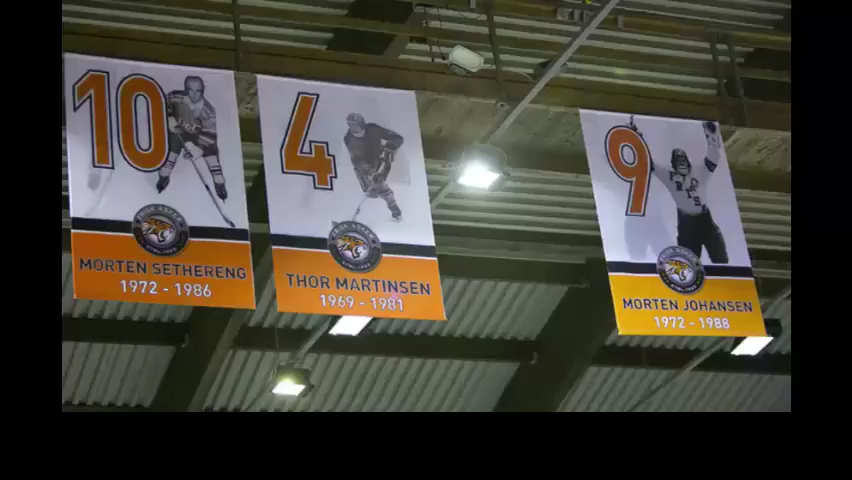 10
MORTEN SETHERENG
1972 - 1986
4
THOR MARTINSEN
1969 - 1981
9
MORTEN JOHANSEN
1972 - 1988